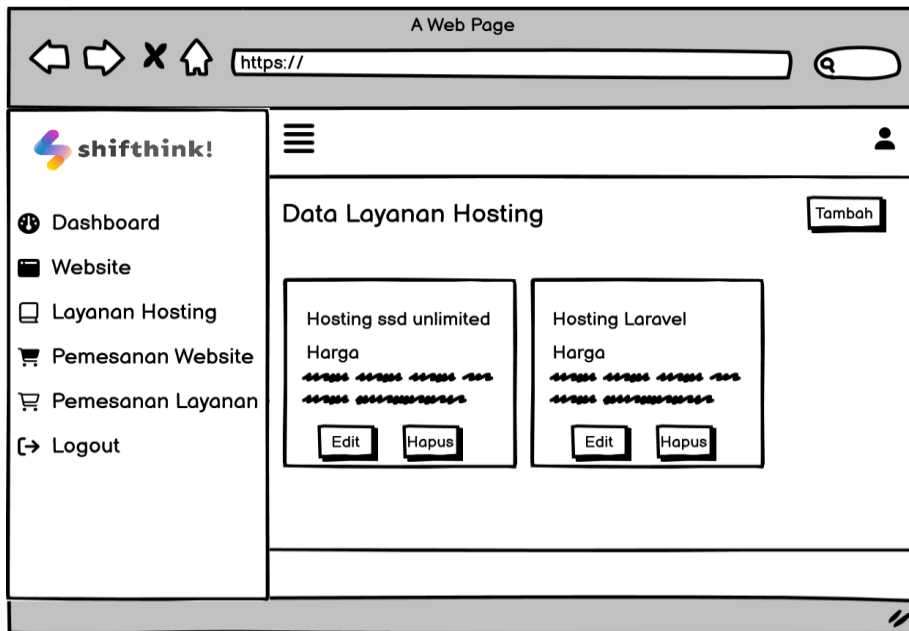 A Web Page
https://
shifthink!
Dashboard
Website
Layanan Hosting
Pemesanan Website
Pemesanan Layanan
Logout
Data Layanan Hosting
Tambah
Hosting ssd unlimited
Harga
Edit
Hapus
Hosting Laravel
Harga
Edit
Hapus